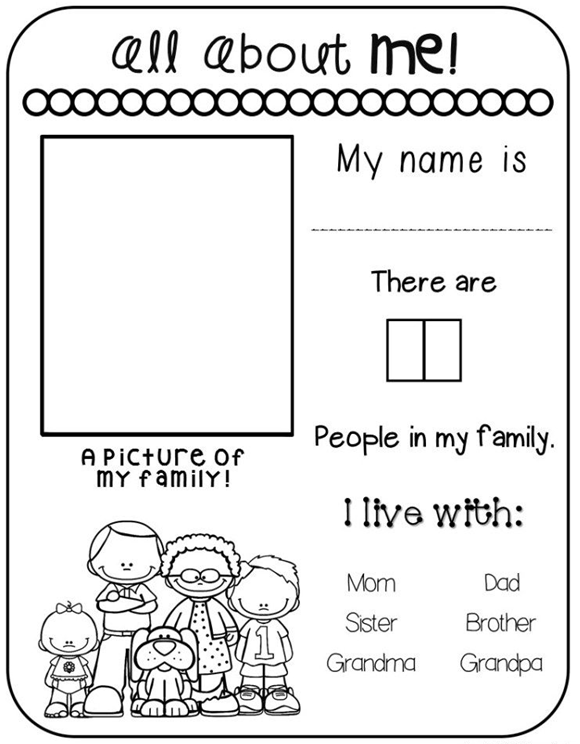 all about me!
My name is
There are
People in my family.
A PiCTURE OF
MY FAMILY!
I live with:
Mom Dad
Sister Brother
Grandma Grandpa
1